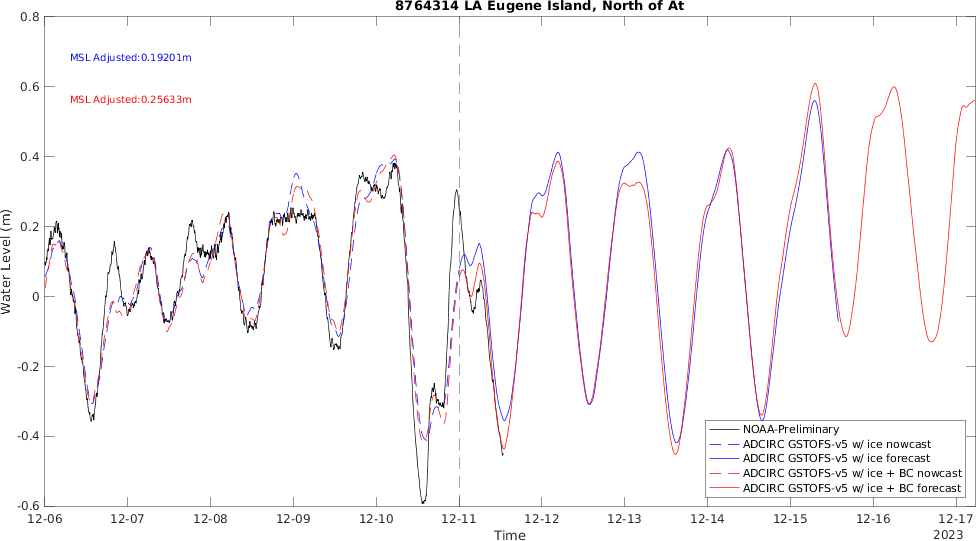 8764314 LA Eugene Island, North of At
MSL Adjusted:0.19201m
MSL Adjusted:0.25633m
Water Level (m)
0.8
0.6
0.4
0.2
0
-0.2
-0.4
-0.6
NOAA-Preliminary
ADCIRC GSTOFS-v5 w/ ice nowcast
ADCIRC GSTOFS-v5 w/ ice forecast
ADCIRC GSTOFS-v5 w/ ice + BC nowcast
ADCIRC GSTOFS-v5 w/ ice + BC forecast
12-06 12-07 12-08 12-09 12-10 12-11 12-12 12-13 12-14 12-15 12-16 12-17
Time
2023